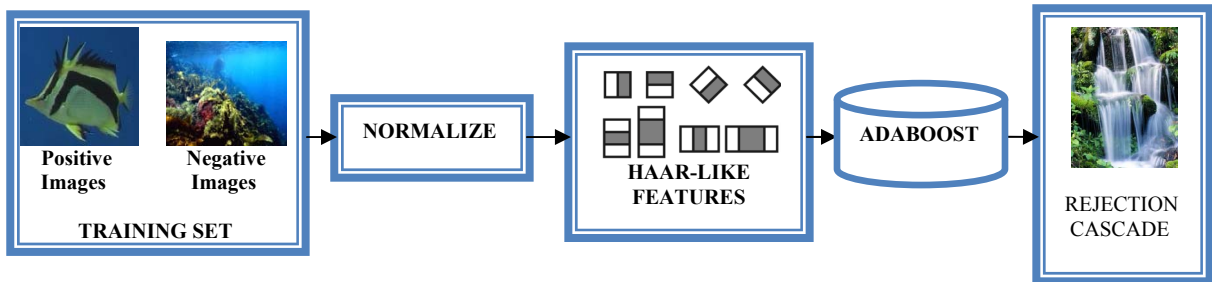 Positive
Images
Negative
Images
TRAINING SET
NORMALIZE
HAAR-LIKE
FEATURES
ADABOOST
REJECTION
CASCADE